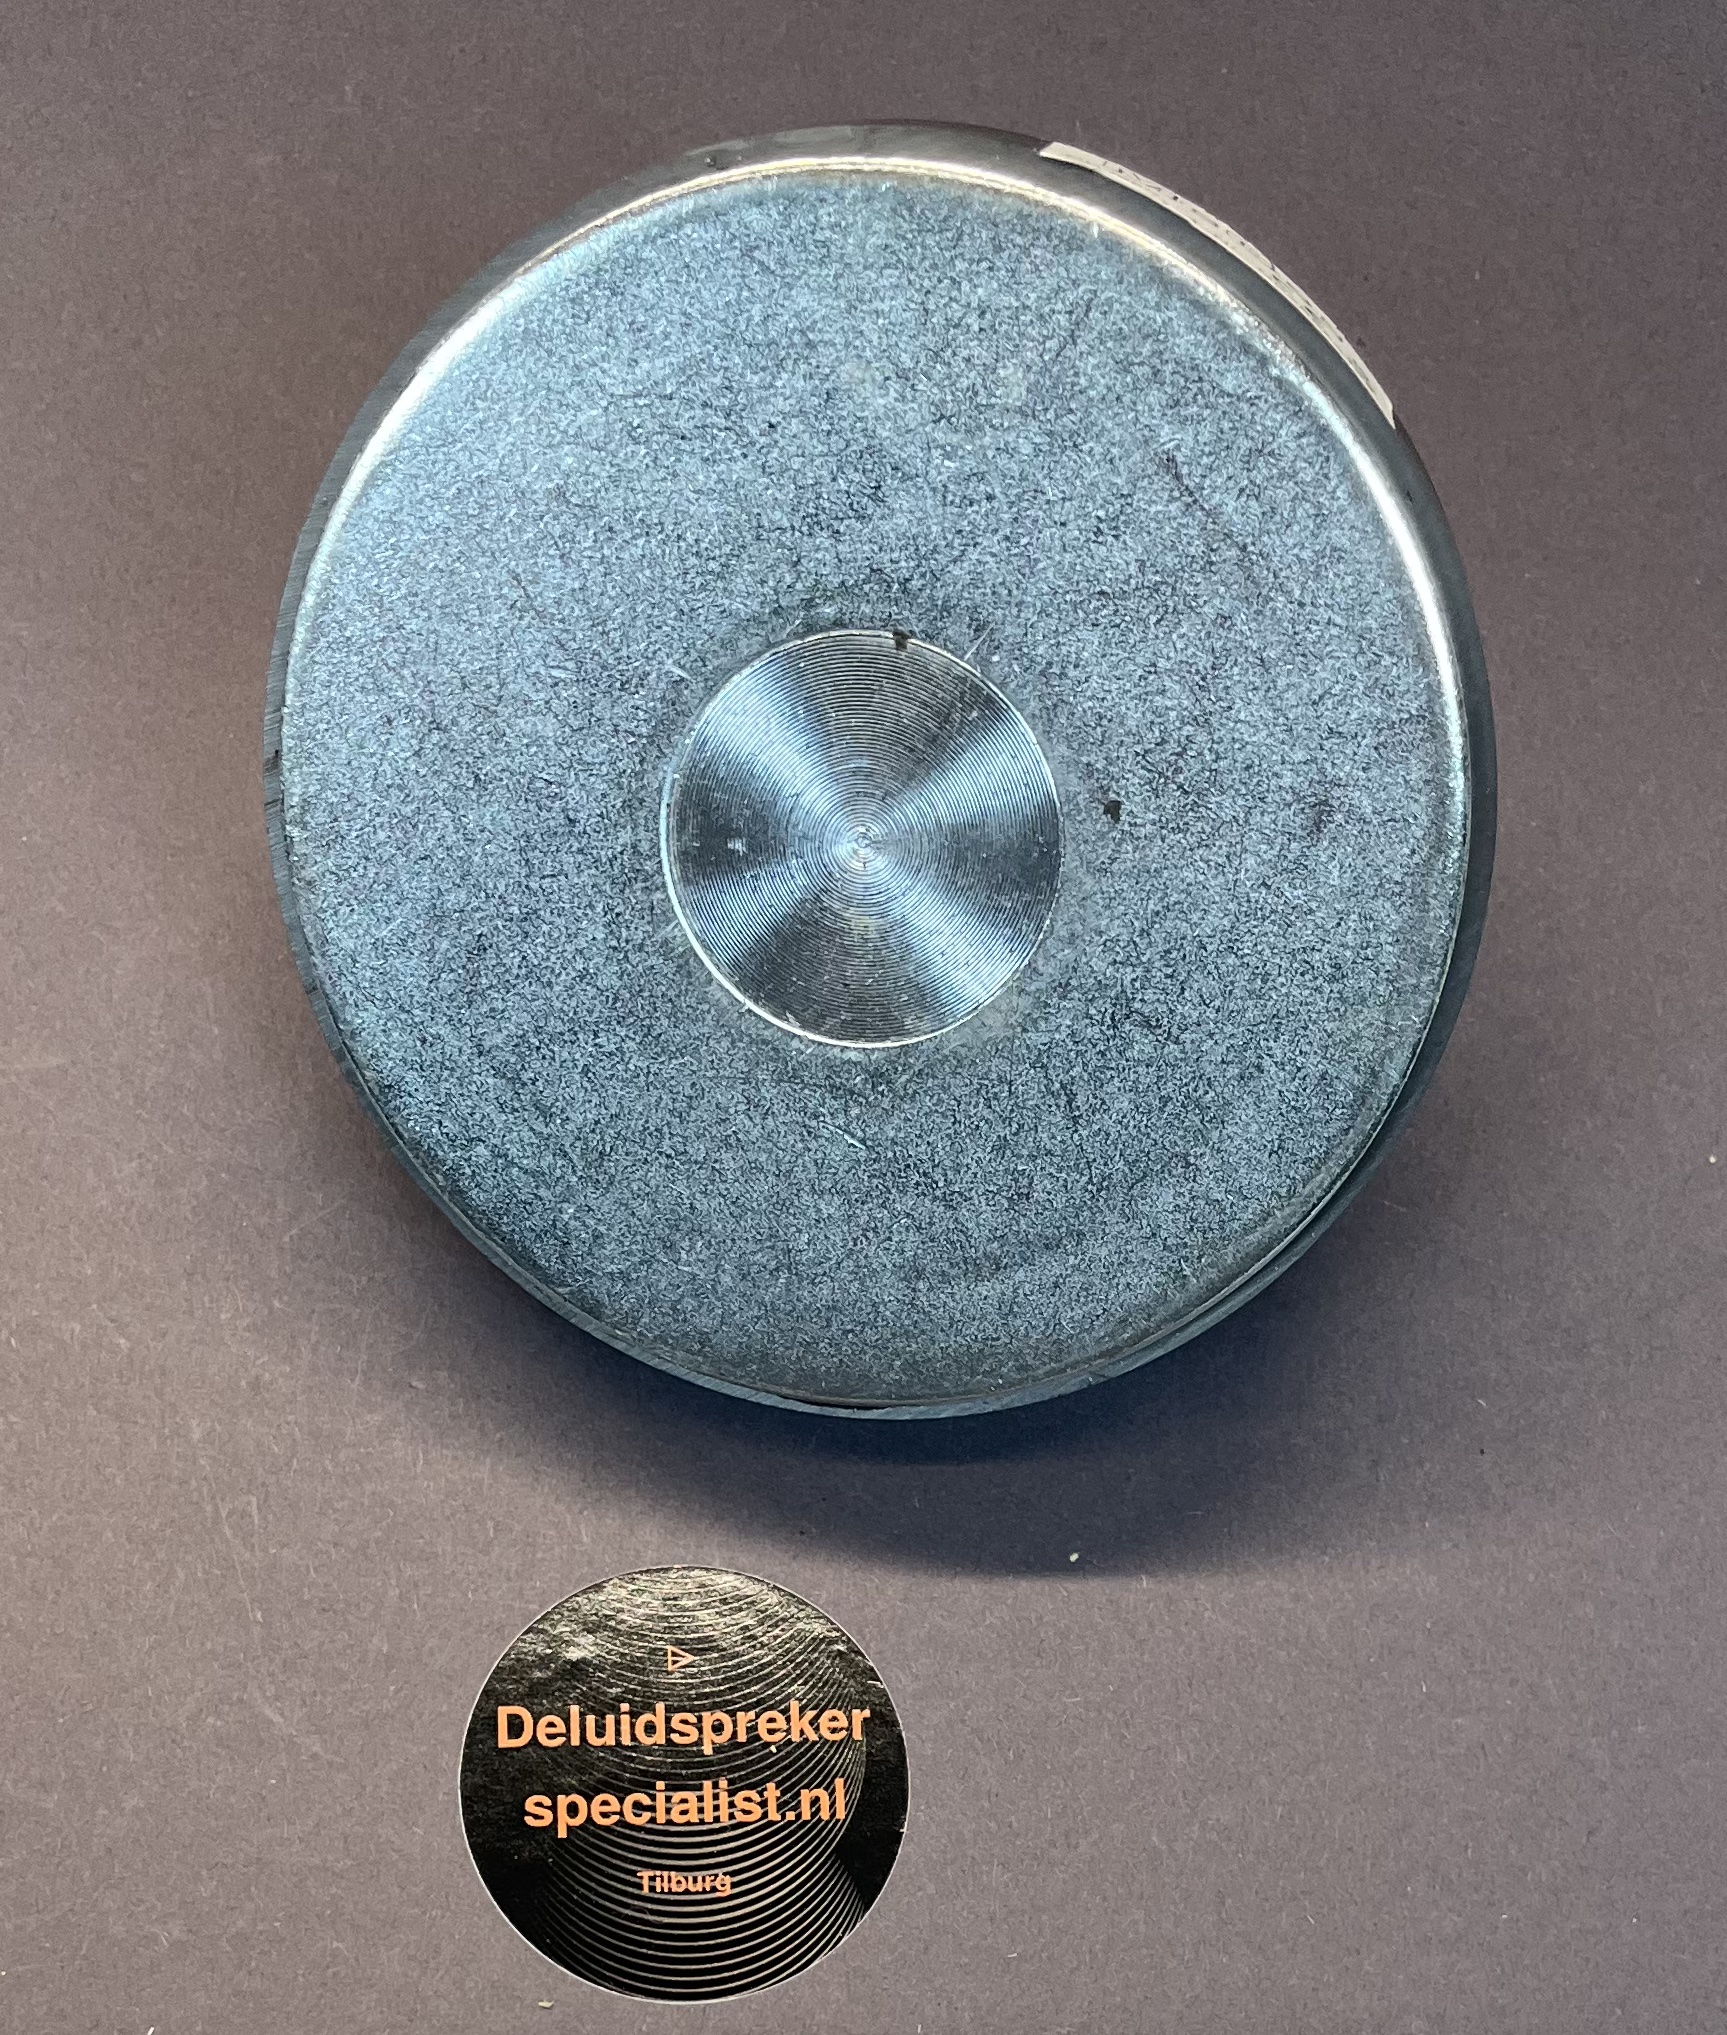 Deluidspreker
specialist.nl
Tilburg